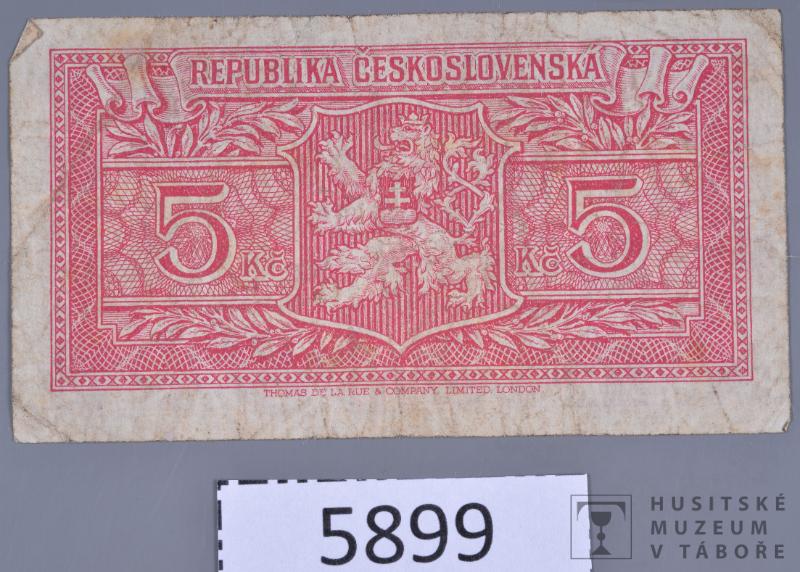 REPUBLIKA ČESKOSLOVENSKÁ
5 Kč
Kč 5
THOMAS DE LA RUE & COMPANY, LIMITED, LONDON
5899
HUSITSKÉ
MUZEUM
V TÁBOŘE